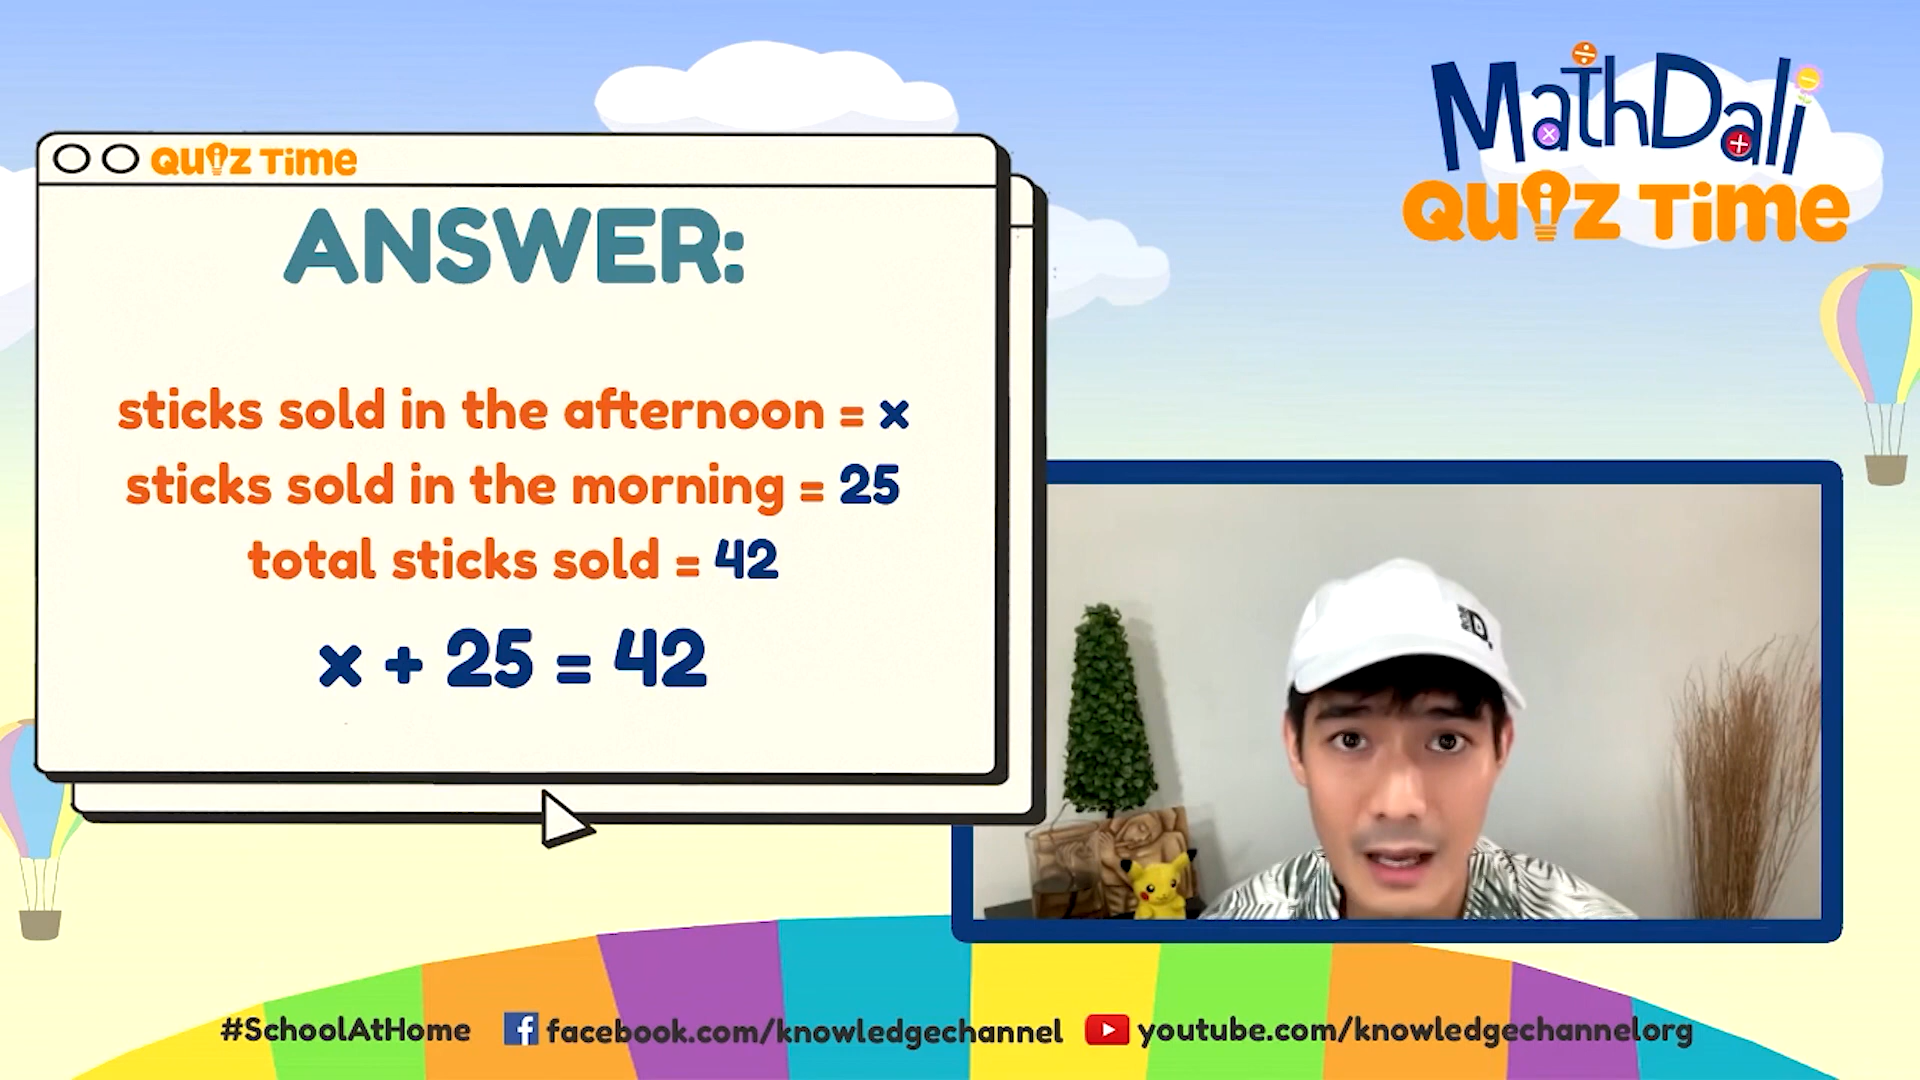 MathDali
QUiZ Time
QUiZ Time
ANSWER:
sticks sold in the afternoon = x
sticks sold in the morning = 25
total sticks sold = 42
x + 25 = 42
#SchoolAtHome
facebook.com/knowledgechannel
youtube.com/knowledgechannelorg